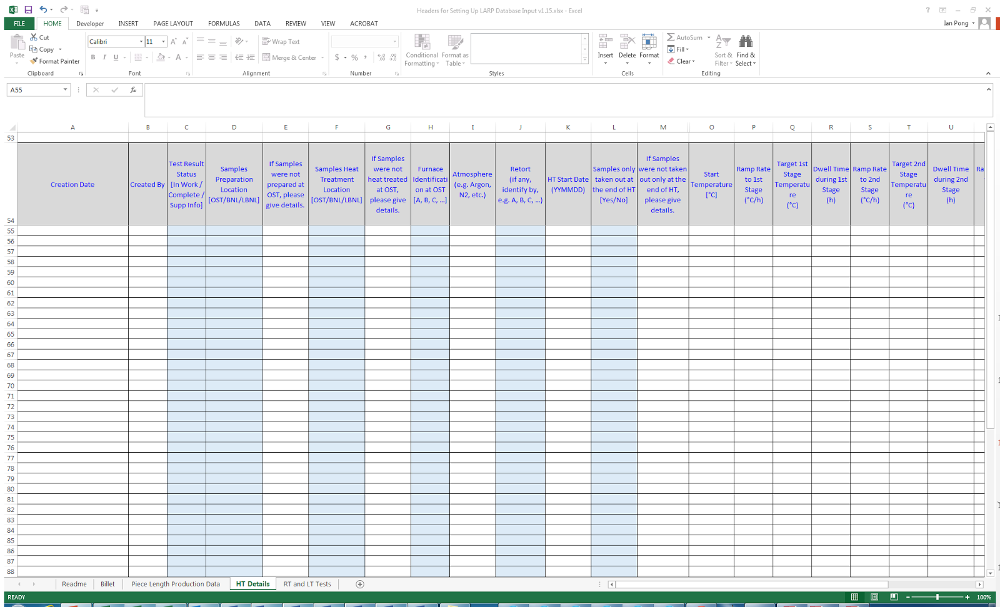 Headers for Setting Up LARP Database Input v1.15.xlsx - Excel
?
FILE HOME Developer INSERT PAGE LAYOUT FORMULAS DATA REVIEW VIEW ACROBAT
Ian Pong
Paste
Cut
Copy
Format Painter
Clipboard
Calibri 11
B I U
Font
Wrap Text
Merge & Center
Alignment
$ % ,
Number
Conditional
Formatting
Format as
Table
Styles
Insert Delete Format
Cells
AutoSum
Fill
Clear
Sort &
Filter
Find &
Select
Editing
A55
fx
A B C D E F G H I J K L M O P Q R S T U
53
54
Creation Date
Created By
Test Result
Status
[In Work /
Complete /
Supp Info]
Samples
Preparation
Location
[OST/BNL/LBNL]
If Samples
were not
prepared at
OST, please
give details.
Samples Heat
Treatment
Location
[OST/BNL/LBNL]
If Samples
were not
heat treated
at OST,
please give
details.
Furnace
Identificati
on at OST
[A, B, C, ...]
Atmosphere
(e.g. Argon,
N2, etc.)
Retort
(if any,
identify by,
e.g. A, B, C, ...)
HT Start Date
(YYMMDD)
Samples only
taken out at
the end of HT
[Yes/No]
If Samples
were not taken
out only at the
end of HT,
please give
details.
Start
Temperature
[°C]
Ramp Rate
to 1st
Stage
(°C/h)
Target 1st
Stage
Temperatu
re
(°C)
Dwell Time
during 1st
Stage
(h)
Ramp Rate
to 2nd
Stage
(°C/h)
Target 2nd
Stage
Temperatu
re
(°C)
Dwell Time
during 2nd
Stage
(h)
Ra
55
56
57
58
59
60
61
62
63
64
65
66
67
68
69
70
71
72
73
74
75
76
77
78
79
80
81
82
83
84
85
86
87
88
Readme Billet Piece Length Production Data HT Details RT and LT Tests
READY
100%